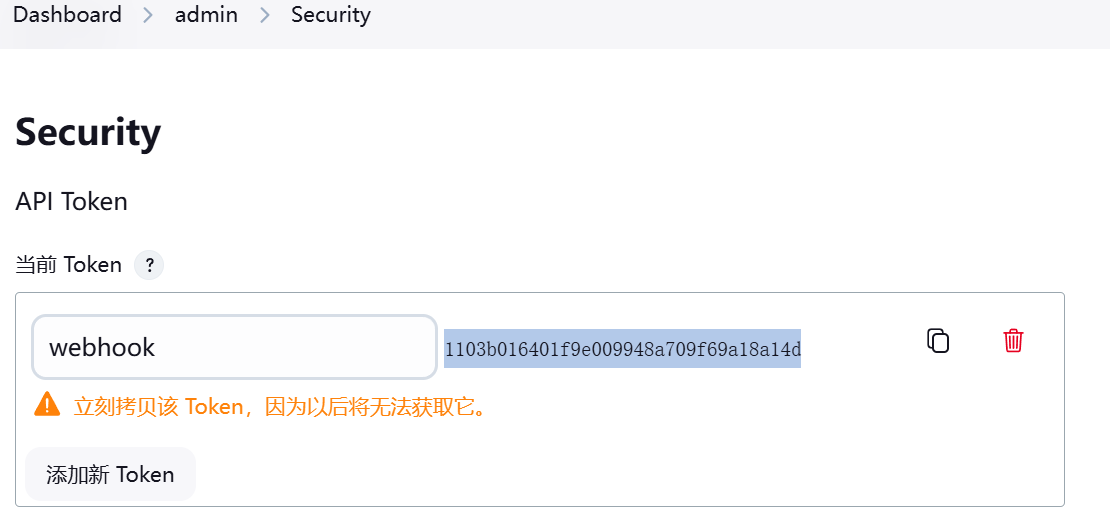 Dashboard > admin > Security
Security
API Token
当前 Token ?
webhook 1103b016401f9e009948a709f69a18a14d
立刻拷贝该 Token，因为以后将无法获取它。
添加新 Token